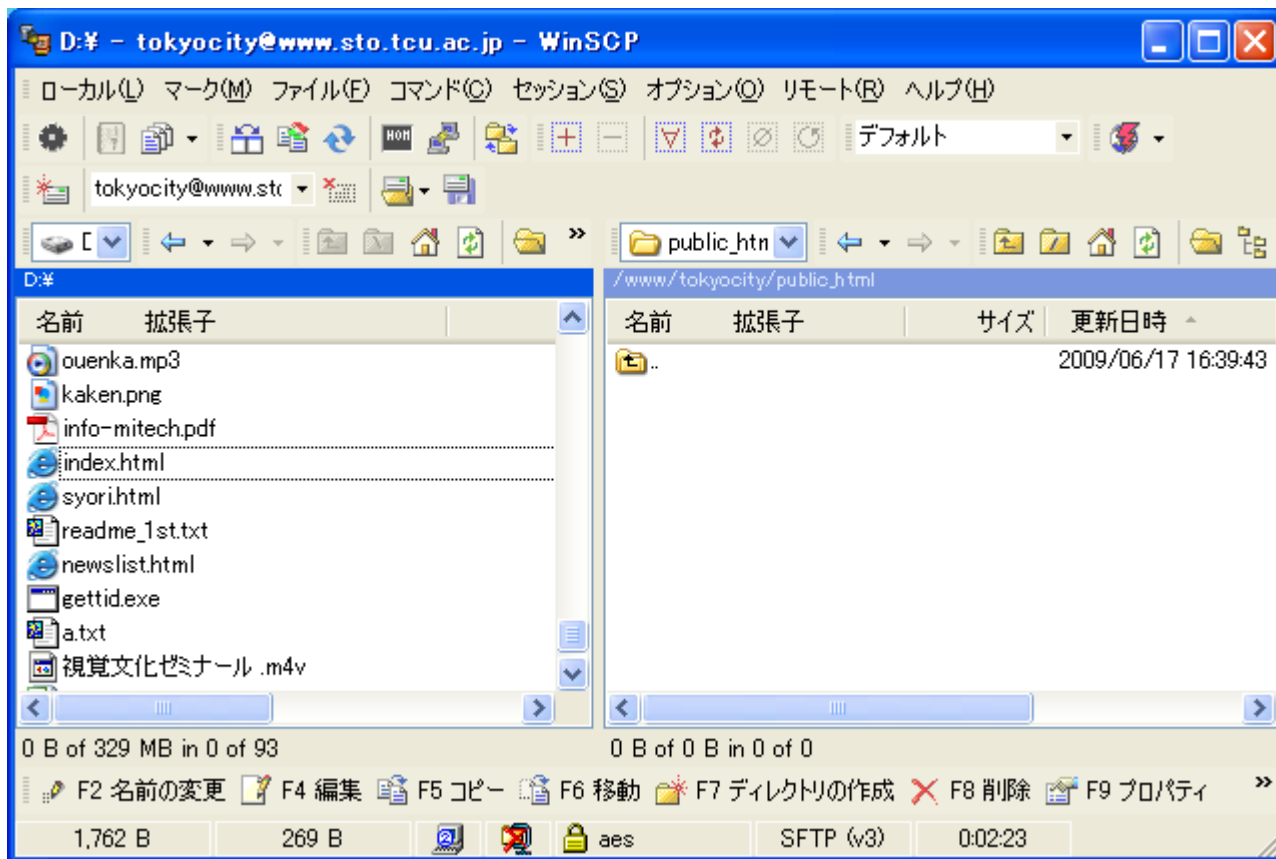 D:¥ - tokyocity@www.sto.tcu.ac.jp - WinSCP
ローカル(L) マーク(M) ファイル(F) コマンド(C) セッション(S) オプション(O) リモート(R) ヘルプ(H)
デフォルト
tokyocity@wwww.stc
public_htn
D:¥
/www/tokyocity/public_html
名前 拡張子
名前 拡張子 サイズ 更新日時
ouenka.mp3
.. 2009/06/17 16:39:43
kaken.png
info-mitech.pdf
index.html
syori.html
readme_1st.txt
newslist.html
gettid.exe
a.txt
視覚文化ゼミナール .m4v
0 B of 329 MB in 0 of 93
0 B of 0 B in 0 of 0
F2 名前の変更 F4 編集 F5 コピー F6 移動 F7 ディレクトリの作成 F8 削除 F9 プロパティ »
1,762 B 269 B aes SFTP (v3) 0:02:23